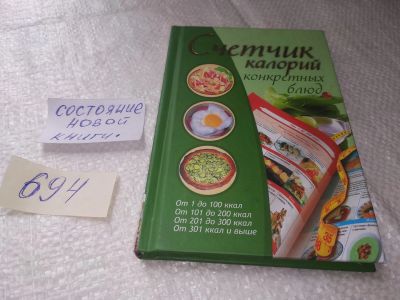 Счетчик
калорий
конкретных
блюд
состояние
новой
книги.
694
От 1 до 100 ккал
От 101 до 200 ккал
От 201 до 300 ккал
От 301 ккал и выше